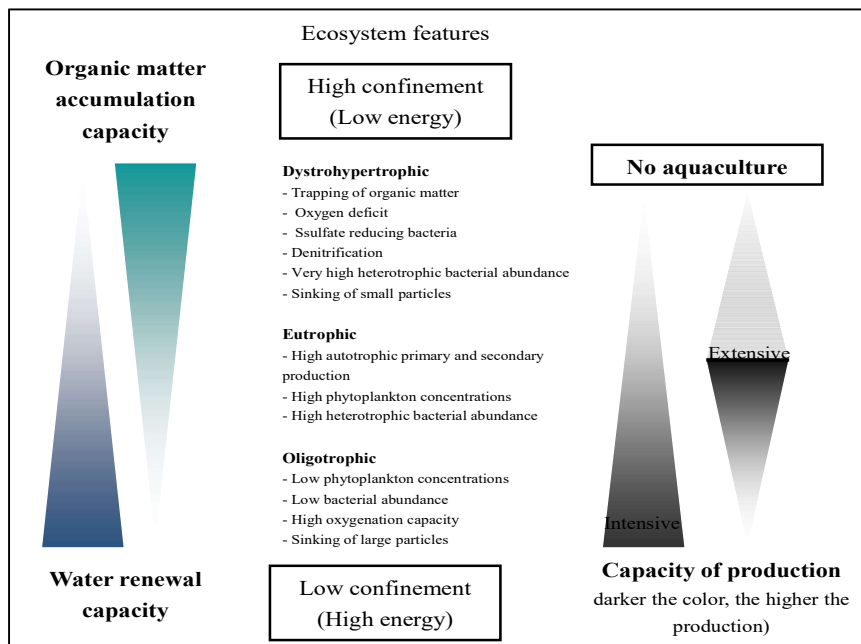 Ecosystem features
Organic matter
accumulation
capacity
High confinement
(Low energy)
Dystrohypertrophic
- Trapping of organic matter
- Oxygen deficit
- Ssulfate reducing bacteria
- Denitrification
- Very high heterotrophic bacterial abundance
- Sinking of small particles
Eutrophic
- High autotrophic primary and secondary
production
- High phytoplankton concentrations
- High heterotrophic bacterial abundance
Oligotrophic
- Low phytoplankton concentrations
- Low bacterial abundance
- High oxygenation capacity
- Sinking of large particles
Low confinement
(High energy)
Water renewal
capacity
No aquaculture
Extensive
Intensive
Capacity of production
darker the color, the higher the
production)